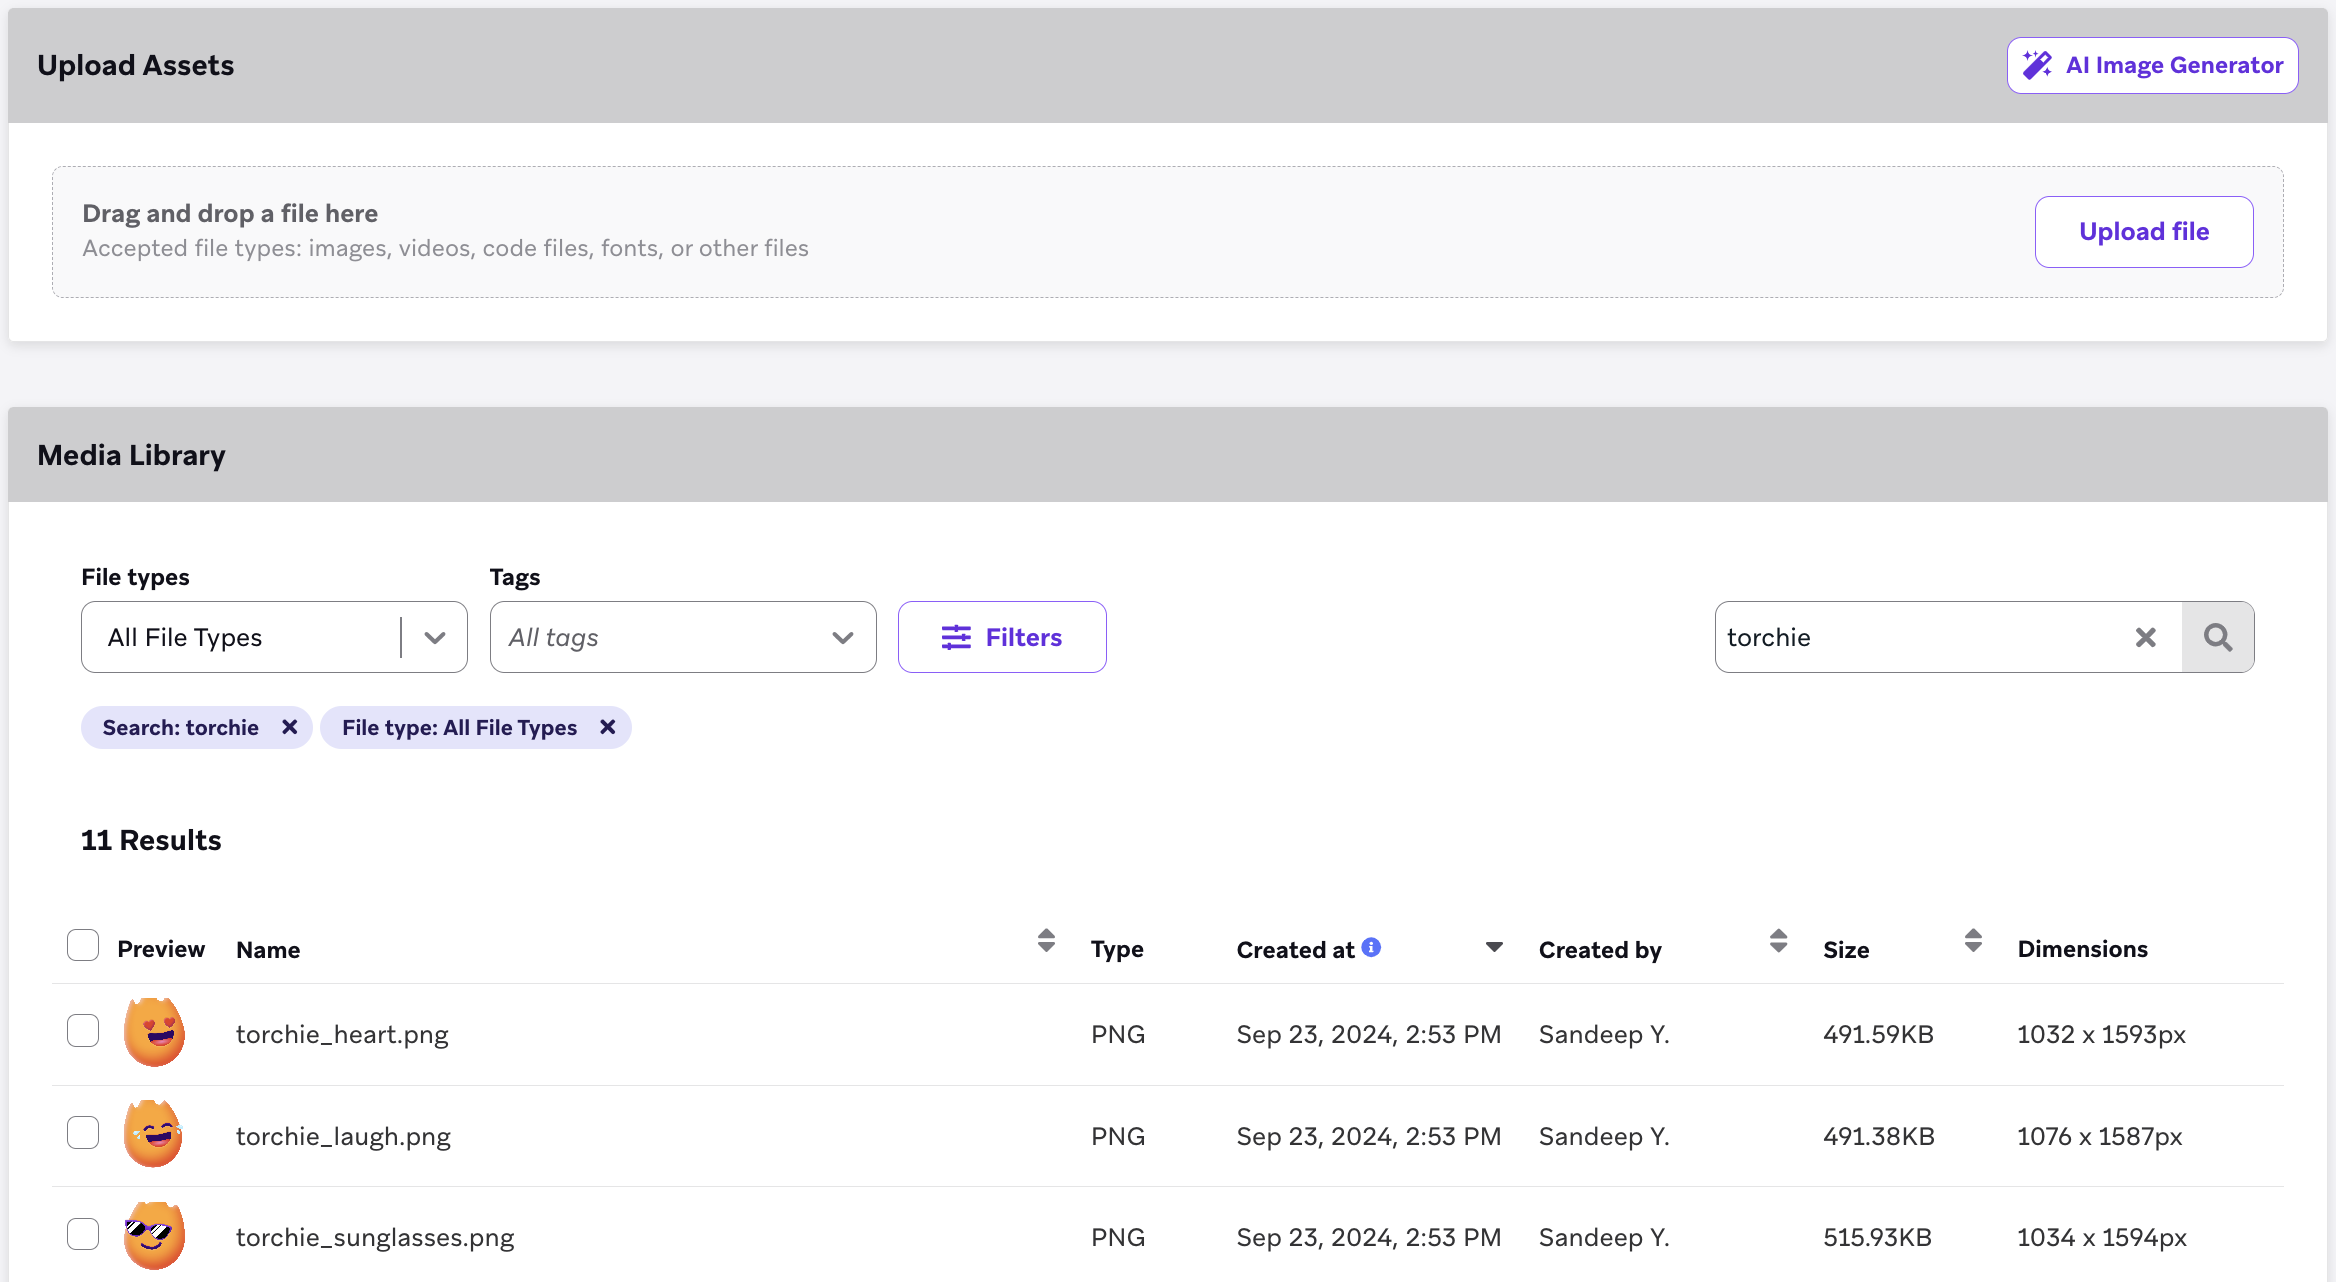 Upload Assets
AI Image Generator
Drag and drop a file here
Accepted file types: images, videos, code files, fonts, or other files
Upload file
Media Library
File types
Tags
All File Types
All tags
Filters
torchie
Search: torchie
File type: All File Types
11 Results
Preview Name Type Created at Created by Size Dimensions
torchie_heart.png PNG Sep 23, 2024, 2:53 PM Sandeep Y. 491.59KB 1032 x 1593px
torchie_laugh.png PNG Sep 23, 2024, 2:53 PM Sandeep Y. 491.38KB 1076 x 1587px
torchie_sunglasses.png PNG Sep 23, 2024, 2:53 PM Sandeep Y. 515.93KB 1034 x 1594px